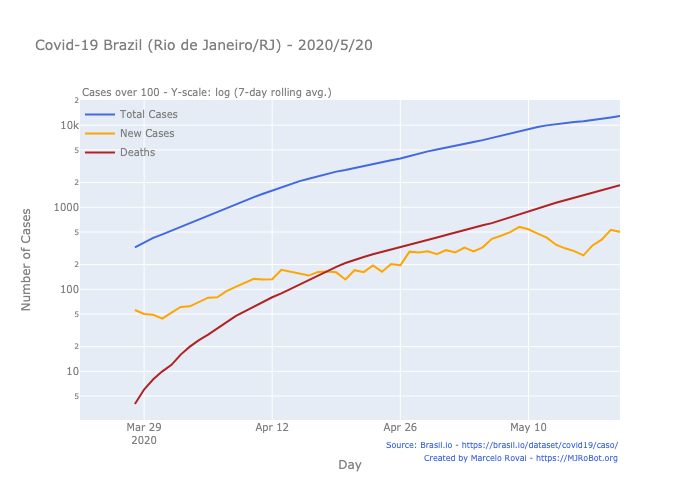 Covid-19 Brazil (Rio de Janeiro/RJ) - 2020/5/20
Cases over 100 - Y-scale: log (7-day rolling avg.)
Total Cases
New Cases
Deaths
Number of Cases
2
10k
5
2
1000
5
2
100
5
2
10
5
Mar 29
2020
Apr 12
Apr 26
May 10
Day
Source: Brasil.io - https://brasil.io/dataset/covid19/caso/
Created by Marcelo Rovai - https://MJRoBot.org